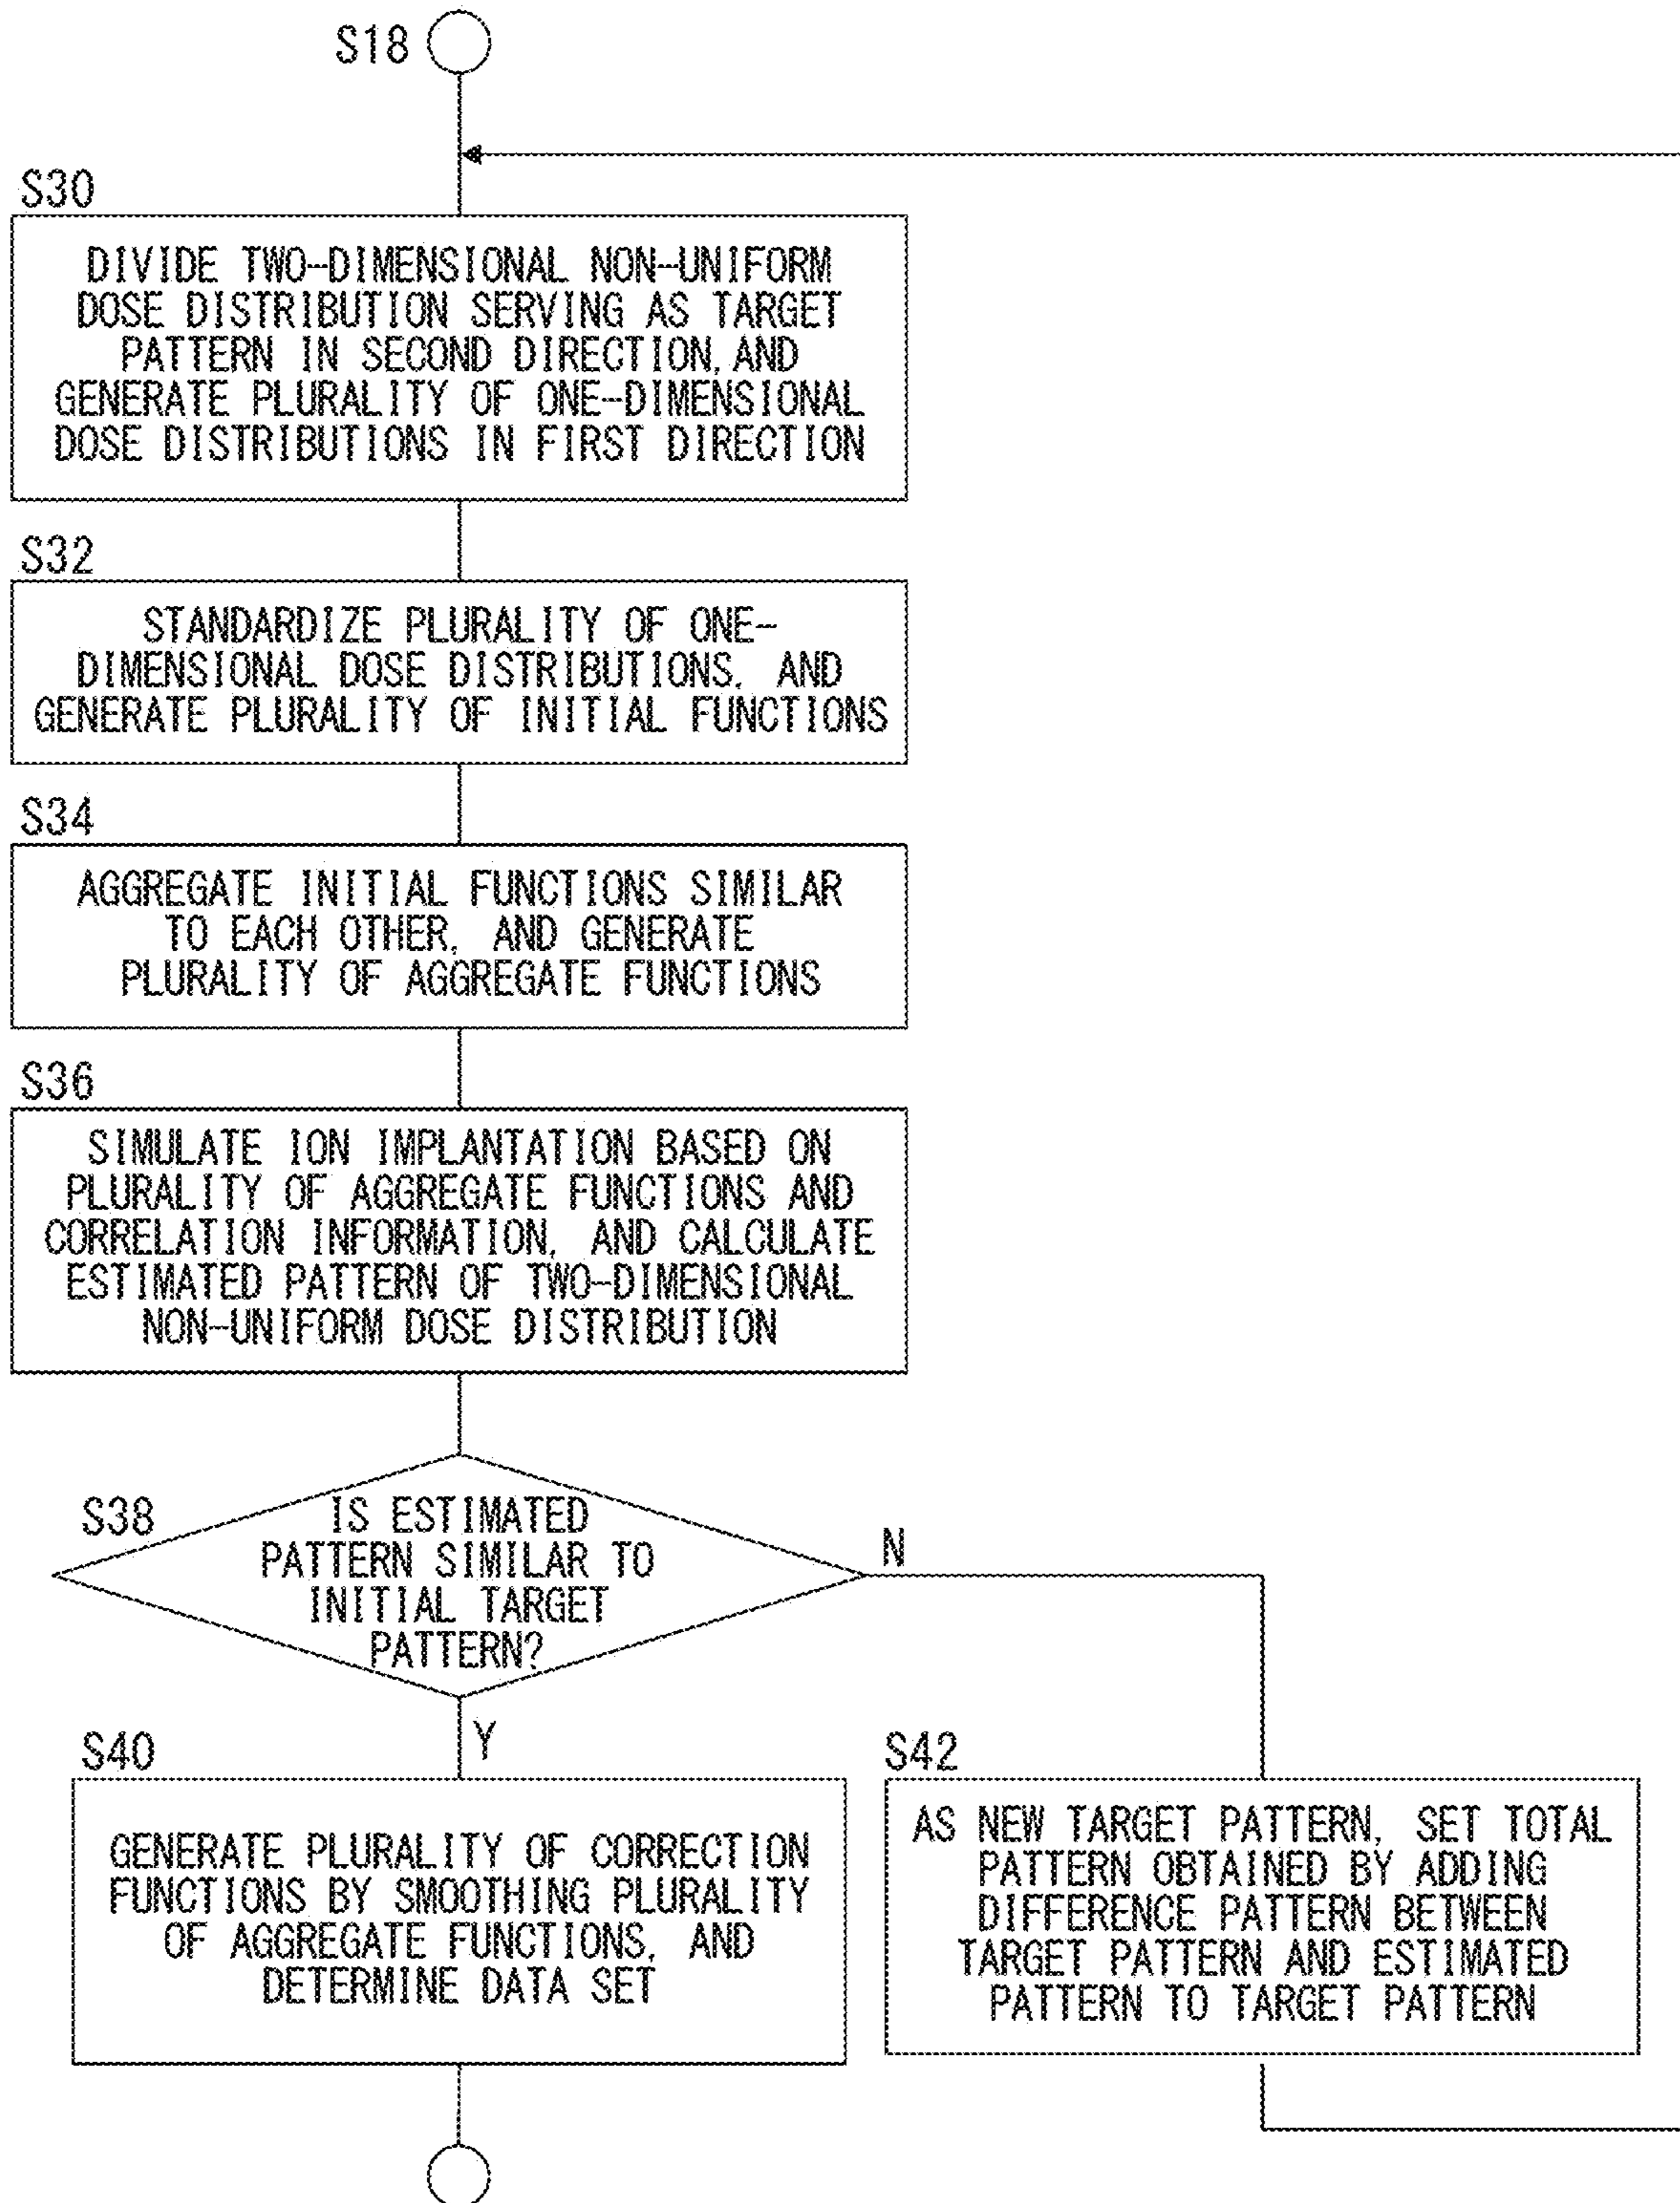 S18
S30
DIVIDE TWO-DIMENSIONAL NON-UNIFORM
DOSE DISTRIBUTION SERVING AS TARGET
PATTERN IN SECOND DIRECTION, AND
GENERATE PLURALITY OF ONE-DIMENSIONAL
DOSE DISTRIBUTIONS IN FIRST DIRECTION
S32
STANDARDIZE PLURALITY OF ONE-
DIMENSIONAL DOSE DISTRIBUTIONS, AND
GENERATE PLURALITY OF INITIAL FUNCTIONS
S34
AGGREGATE INITIAL FUNCTIONS SIMILAR
TO EACH OTHER, AND GENERATE
PLURALITY OF AGGREGATE FUNCTIONS
S36
SIMULATE ION IMPLANTATION BASED ON
PLURALITY OF AGGREGATE FUNCTIONS AND
CORRELATION INFORMATION, AND CALCULATE
ESTIMATED PATTERN OF TWO-DIMENSIONAL
NON-UNIFORM DOSE DISTRIBUTION
S38
IS ESTIMATED
PATTERN SIMILAR TO
INITIAL TARGET
PATTERN?
N
Y
S40
GENERATE PLURALITY OF CORRECTION
FUNCTIONS BY SMOOTHING PLURALITY
OF AGGREGATE FUNCTIONS, AND
DETERMINE DATA SET
S42
AS NEW TARGET PATTERN, SET TOTAL
PATTERN OBTAINED BY ADDING
DIFFERENCE PATTERN BETWEEN
TARGET PATTERN AND ESTIMATED
PATTERN TO TARGET PATTERN